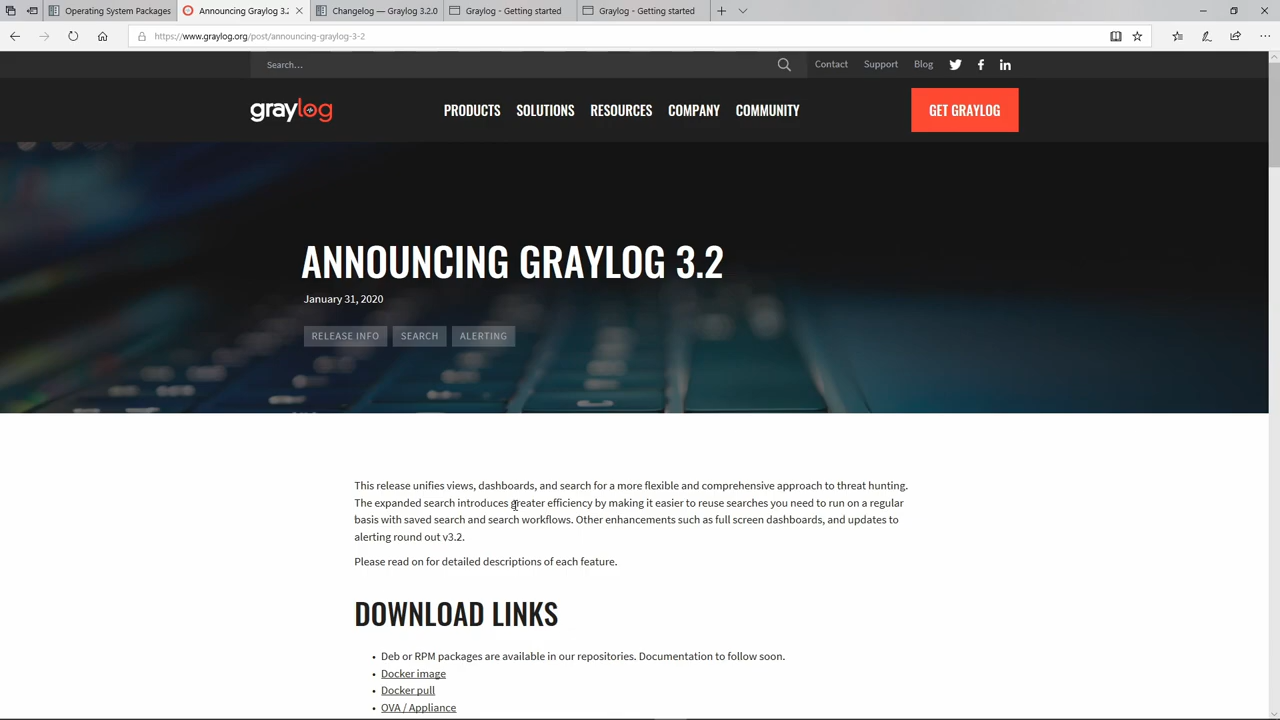 Operating System Packages
Announcing Graylog 3.2
Changelog — Graylog 3.2.0
Graylog - Getting started
Graylog - Getting started
https://www.graylog.org/post/announcing-graylog-3-2
Search...
Contact
Support
Blog
graylog
PRODUCTS
SOLUTIONS
RESOURCES
COMPANY
COMMUNITY
GET GRAYLOG
ANNOUNCING GRAYLOG 3.2
January 31, 2020
RELEASE INFO
SEARCH
ALERTING
This release unifies views, dashboards, and search for a more flexible and comprehensive approach to threat hunting.
The expanded search introduces greater efficiency by making it easier to reuse searches you need to run on a regular
basis with saved search and search workflows. Other enhancements such as full screen dashboards, and updates to
alerting round out v3.2.
Please read on for detailed descriptions of each feature.
DOWNLOAD LINKS
• Deb or RPM packages are available in our repositories. Documentation to follow soon.
• Docker image
• Docker pull
• OVA / Appliance